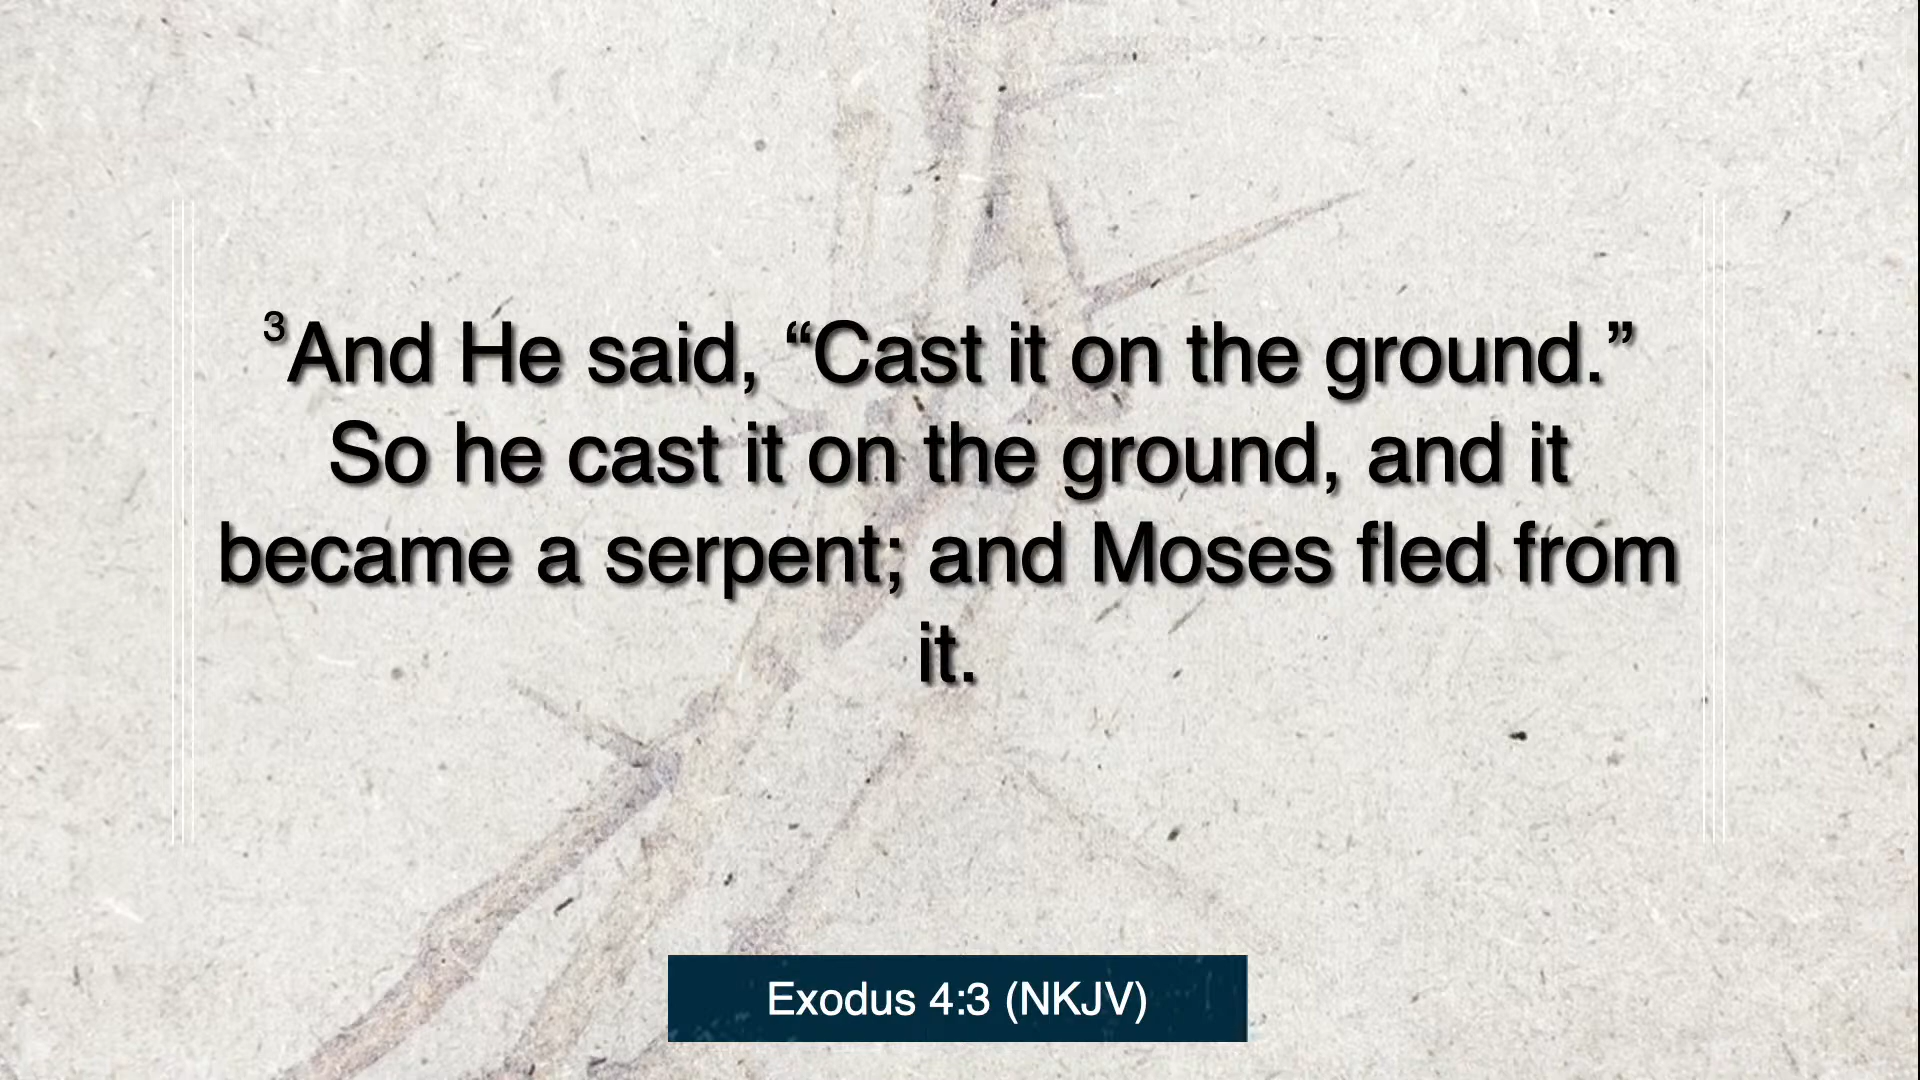 ³And He said, “Cast it on the ground.”
So he cast it on the ground, and it
became a serpent; and Moses fled from
it.
Exodus 4:3 (NKJV)